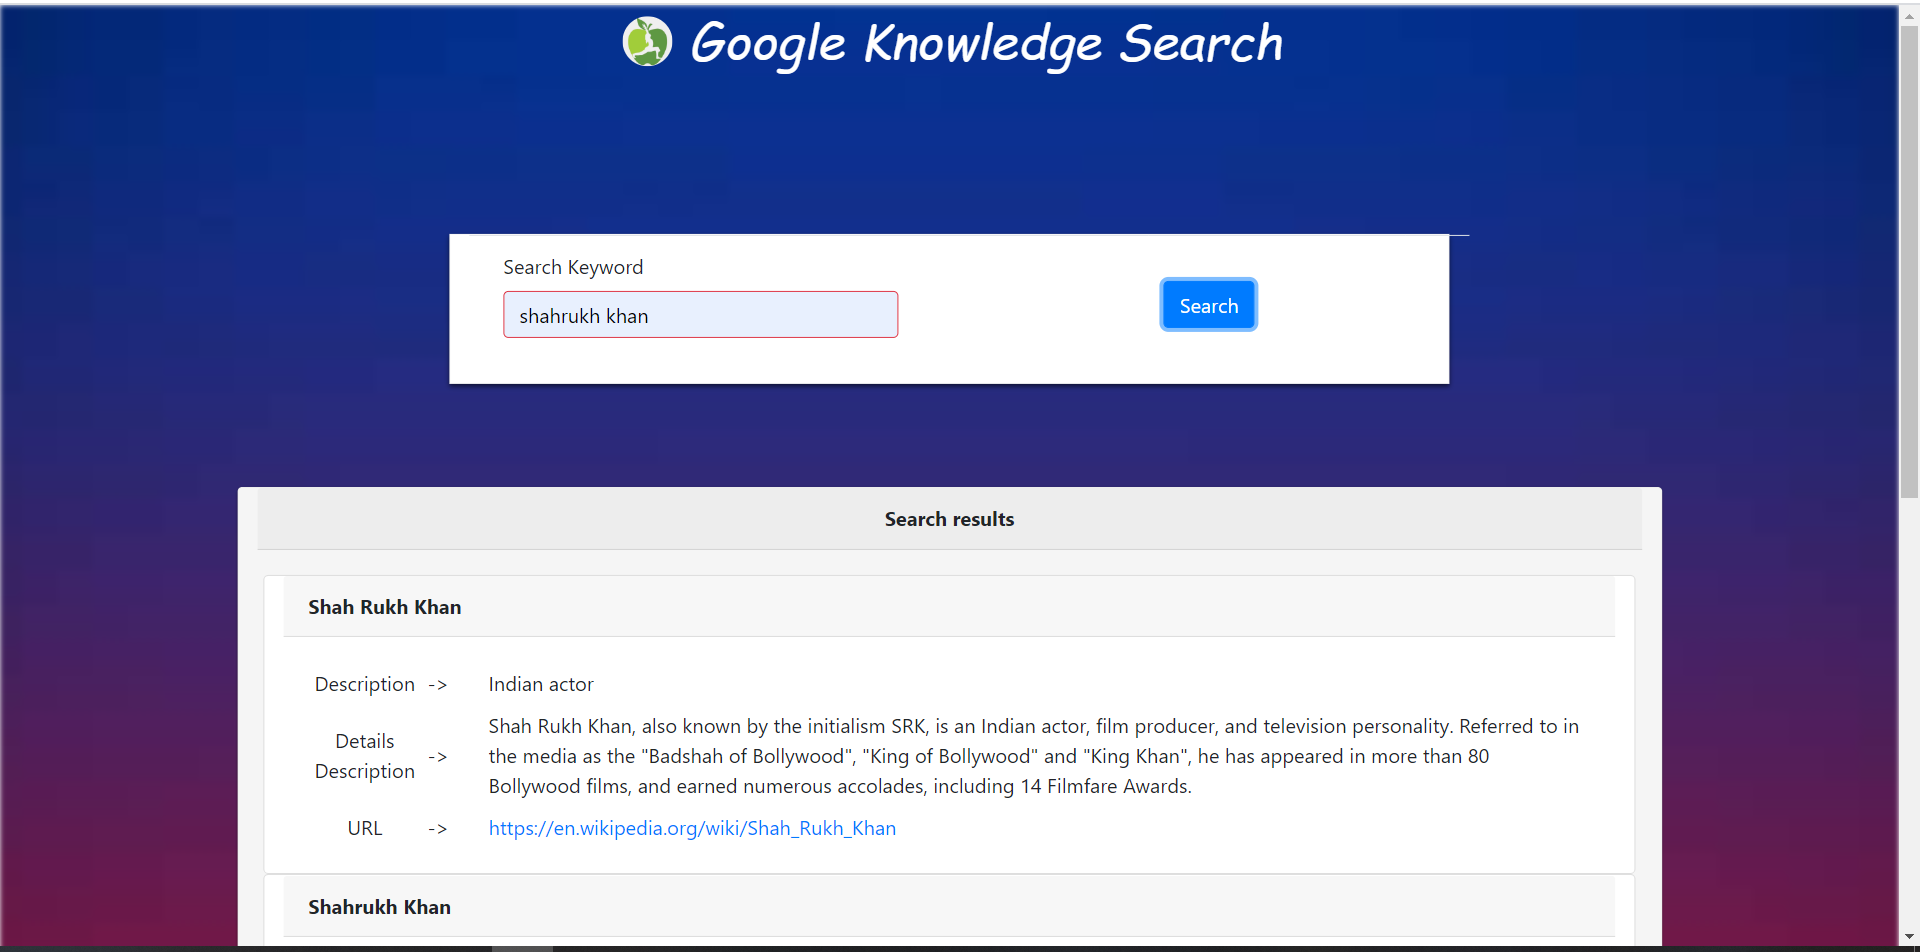 Google Knowledge Search
Search Keyword
shahrukh khan
Search
Search results
Shah Rukh Khan
Description -> Indian actor
Details Description -> Shah Rukh Khan, also known by the initialism SRK, is an Indian actor, film producer, and television personality. Referred to in
the media as the "Badshah of Bollywood", "King of Bollywood" and "King Khan", he has appeared in more than 80
Bollywood films, and earned numerous accolades, including 14 Filmfare Awards.
URL -> https://en.wikipedia.org/wiki/Shah_Rukh_Khan
Shahrukh Khan